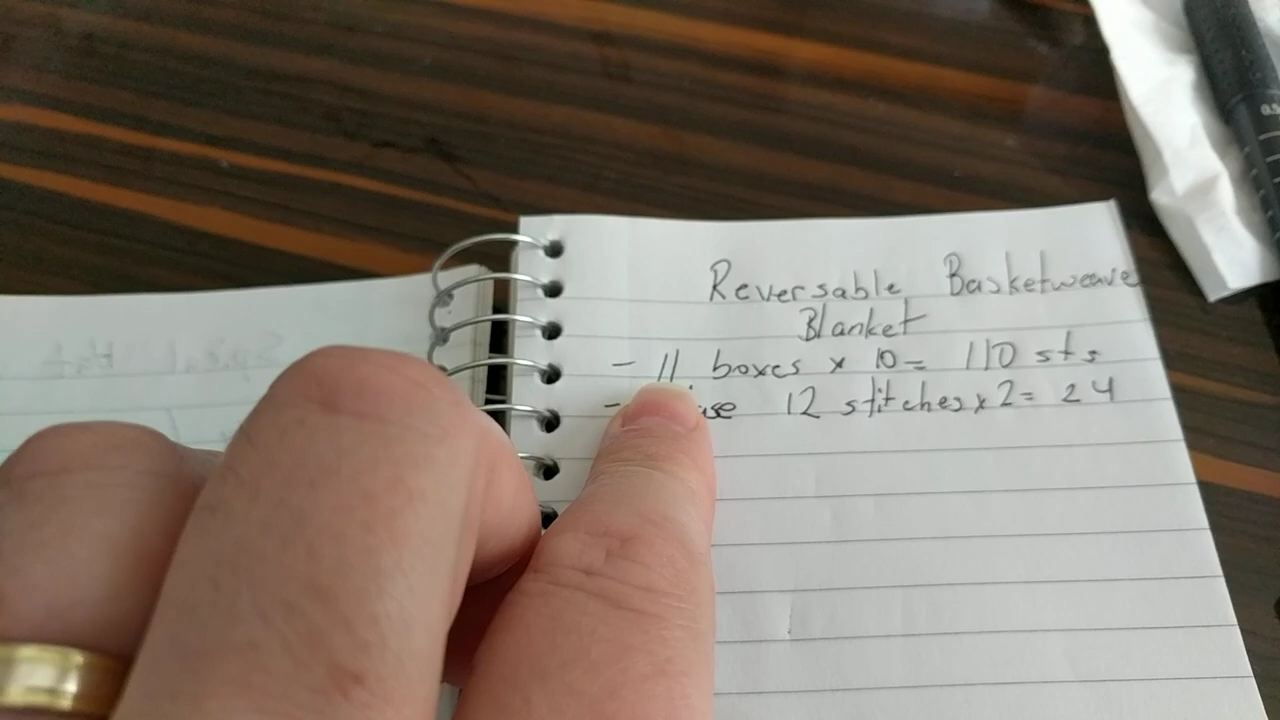 Reversable Basketweave
Blanket
- 11 boxes x 10 = 110 sts
- 12 stitches x 2 = 24